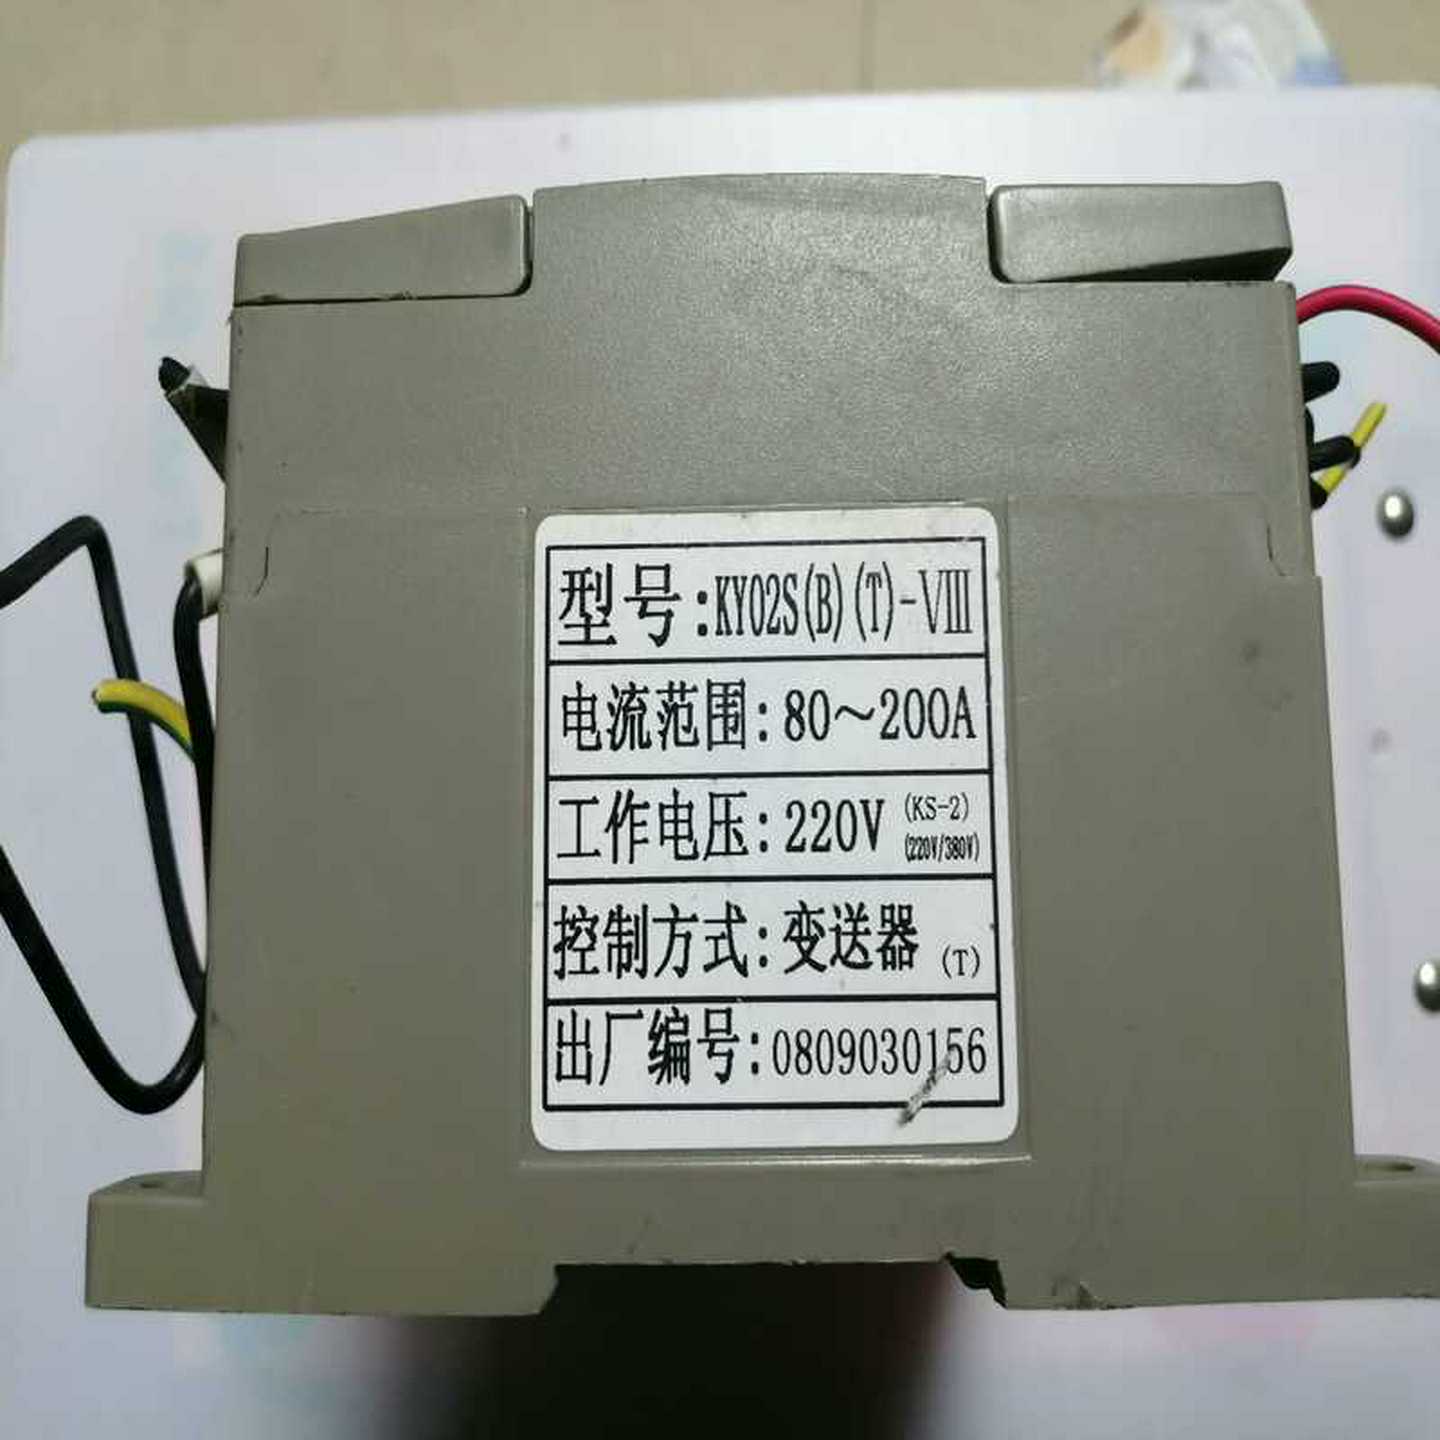 型号:KY02S(B)(T)-Ⅷ
电流范围:80～200A
工作电压:220V (KS-2) (220V/380V)
控制方式:变送器 (T)
出厂编号:0809030156